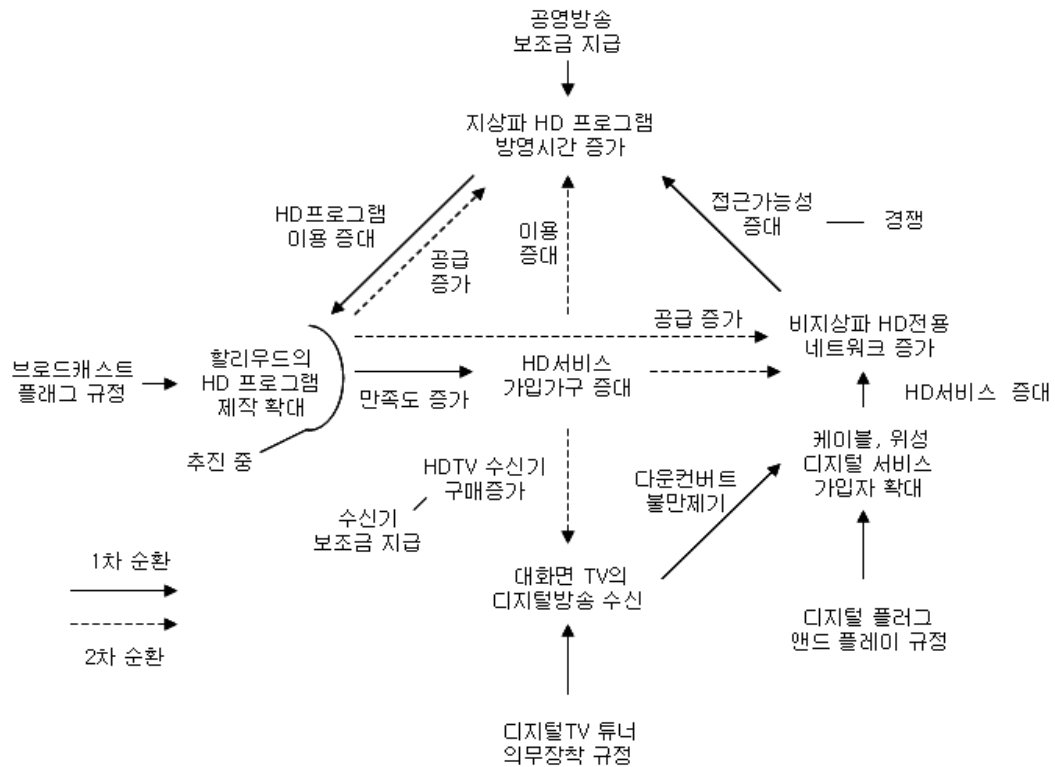 공영방송
보조금 지급
지상파 HD 프로그램
방영시간 증가
HD프로그램
이용 증대
공급
증가
이용
증대
접근가능성
증대
경쟁
공급 증가
브로드캐스트
플래그 규정
할리우드의
HD 프로그램
제작 확대
만족도 증가
HD서비스
가입가구 증대
비지상파 HD전용
네트워크 증가
HD서비스 증대
추진 중
HDTV 수신기
구매증가
수신기
보조금 지급
다운컨버트
불만제기
케이블, 위성
디지털 서비스
가입자 확대
1차 순환
2차 순환
대화면 TV의
디지털방송 수신
디지털 플러그
앤드 플레이 규정
디지털TV 튜너
의무장착 규정